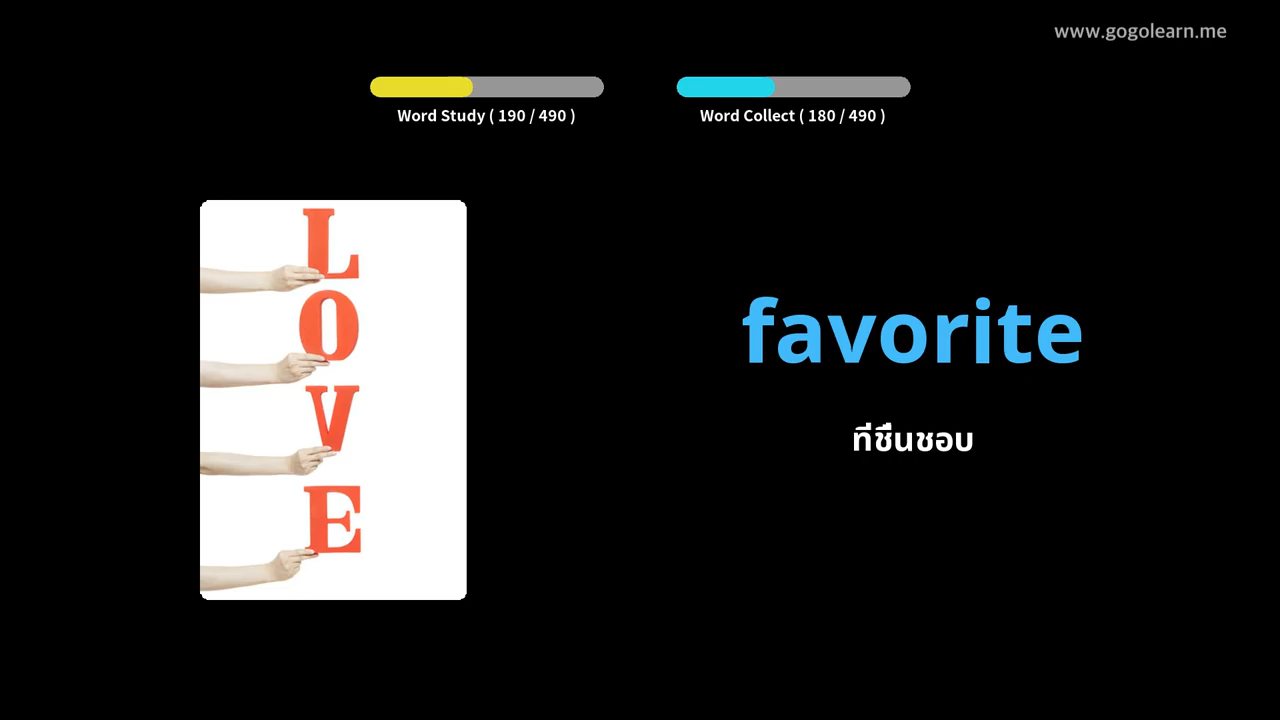 www.gogolearn.me
Word Study ( 190 / 490 )
Word Collect ( 180 / 490 )
L
O
V
E
favorite
ที่ชื่นชอบ